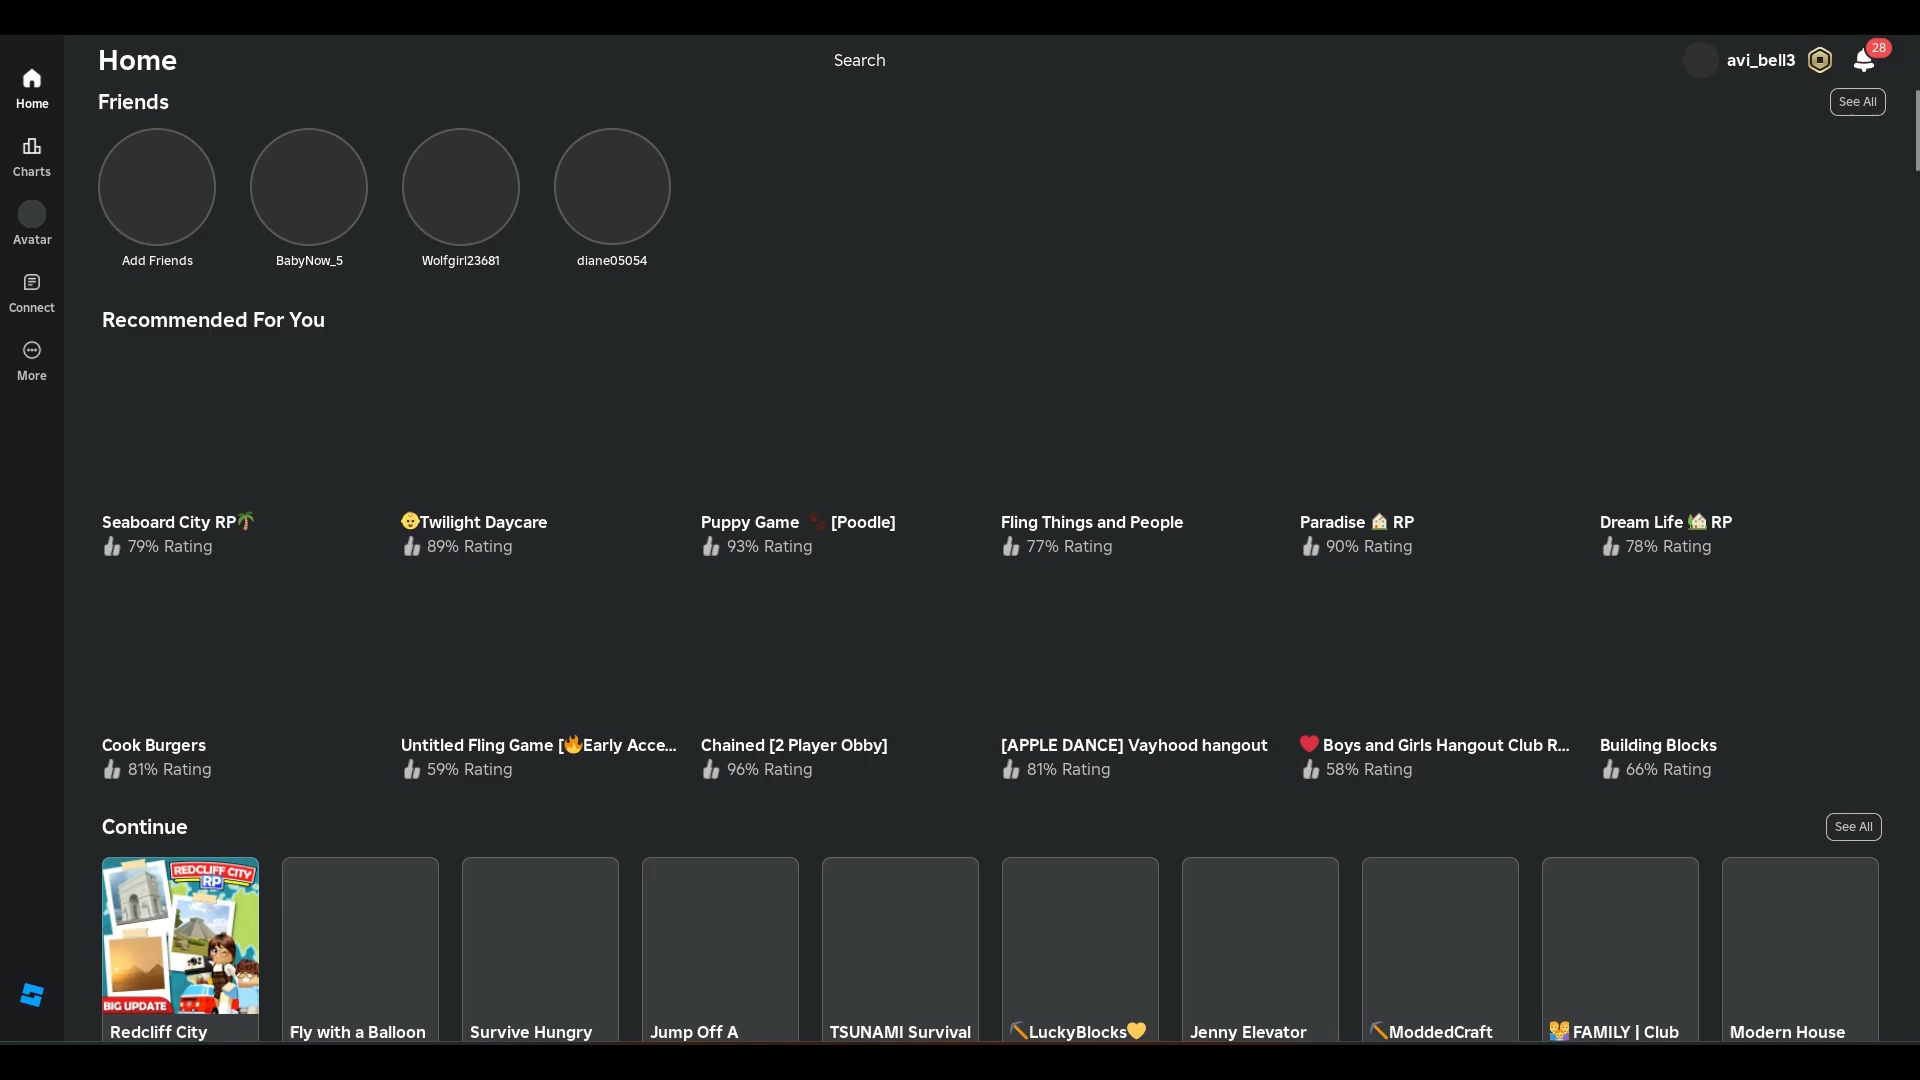 Home
Search
avi_bell3
28
Home
Charts
Avatar
Connect
More
Friends
See All
Add Friends
BabyNow_5
Wolfgirl23681
diane05054
Recommended For You
Seaboard City RP🌴
79% Rating
👶Twilight Daycare
89% Rating
Puppy Game 🐾 [Poodle]
93% Rating
Fling Things and People
77% Rating
Paradise 🏠 RP
90% Rating
Dream Life 🏡 RP
78% Rating
Cook Burgers
81% Rating
Untitled Fling Game [🔥Early Acce...
59% Rating
Chained [2 Player Obby]
96% Rating
[APPLE DANCE] Vayhood hangout
81% Rating
❤️ Boys and Girls Hangout Club R...
58% Rating
Building Blocks
66% Rating
Continue
See All
REDCLIFF CITY
RP
BIG UPDATE
Redcliff City
Fly with a Balloon
Survive Hungry
Jump Off A
TSUNAMI Survival
⛏️LuckyBlocks💛
Jenny Elevator
⛏️ModdedCraft
👨‍👩‍👧‍👦 FAMILY | Club
Modern House